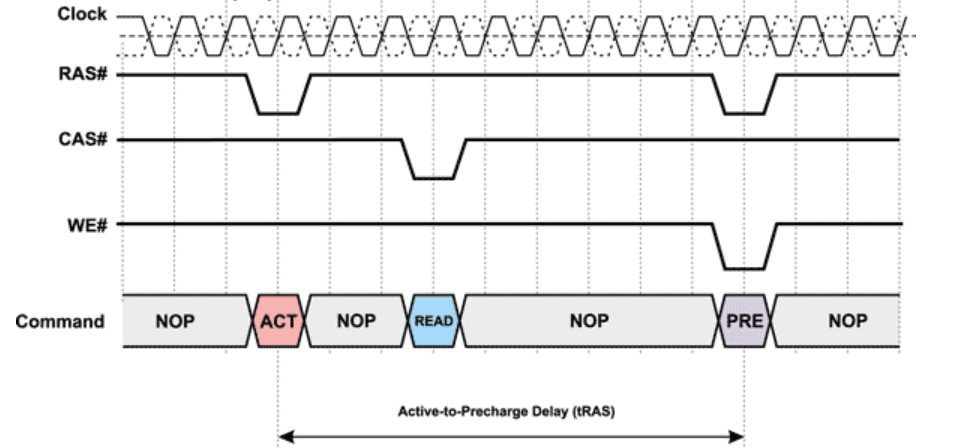 Clock
RAS#
CAS#
WE#
Command NOP ACT NOP READ NOP PRE NOP
Active-to-Precharge Delay (tRAS)